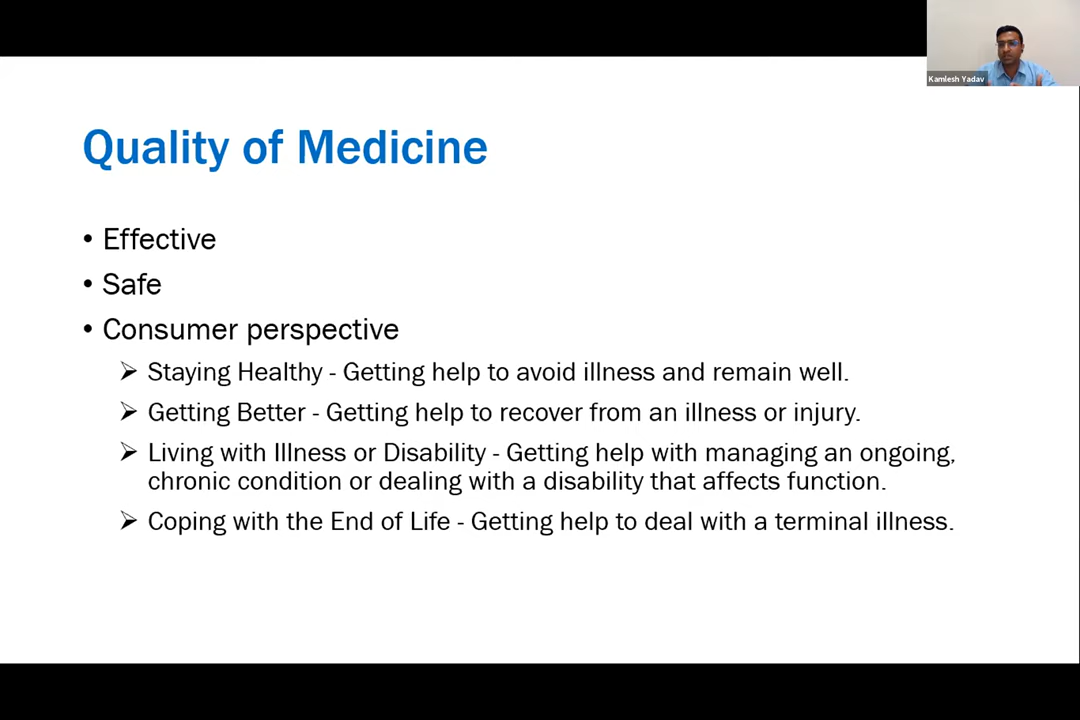 Kamlesh Yadav
Quality of Medicine
• Effective
• Safe
• Consumer perspective
➢ Staying Healthy - Getting help to avoid illness and remain well.
➢ Getting Better - Getting help to recover from an illness or injury.
➢ Living with Illness or Disability - Getting help with managing an ongoing,
chronic condition or dealing with a disability that affects function.
➢ Coping with the End of Life - Getting help to deal with a terminal illness.